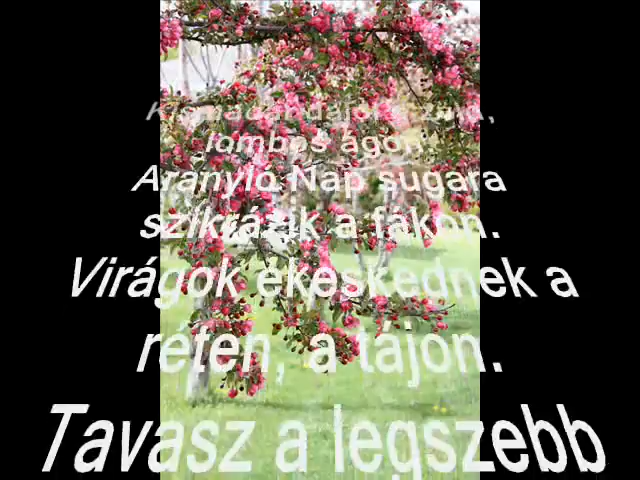 lombos ágon.
Aranyló Nap sugara
szikrázik a fákon.
Virágok ékeskednek a
réten, a tájon.
Tavasz a legszebb